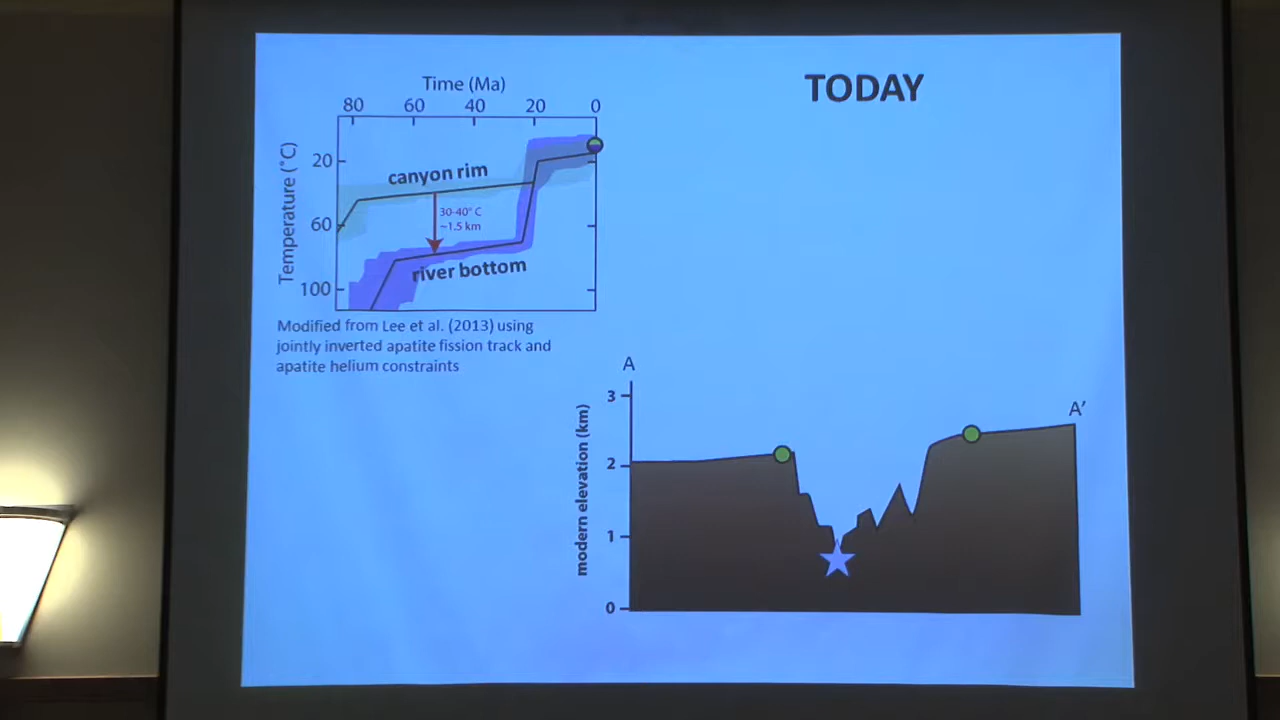 TODAY
Time (Ma)
80 60 40 20 0
Temperature (°C)
20
60
100
canyon rim
30-40° C
~1.5 km
river bottom
Modified from Lee et al. (2013) using
jointly inverted apatite fission track and
apatite helium constraints
A
A’
modern elevation (km)
3
2
1
0